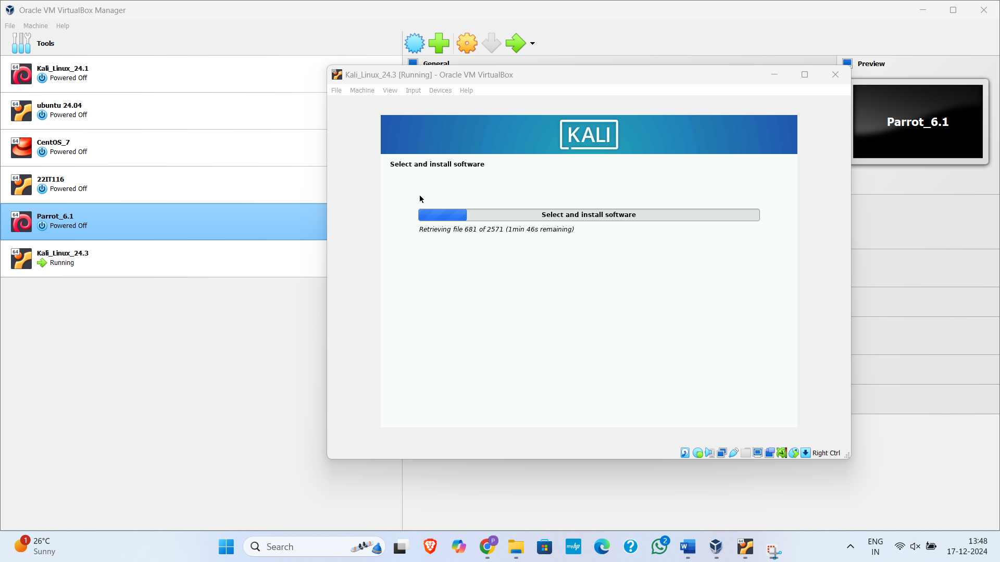 Oracle VM VirtualBox Manager
File Machine Help
Tools
64
Kali_Linux_24.1
Powered Off
64
ubuntu 24.04
Powered Off
64
CentOS_7
Powered Off
64
22IT116
Powered Off
64
Parrot_6.1
Powered Off
64
Kali_Linux_24.3
Running
General
Preview
Parrot_6.1
Kali_Linux_24.3 [Running] - Oracle VM VirtualBox
File Machine View Input Devices Help
KALI
Select and install software
Select and install software
Retrieving file 681 of 2571 (1min 46s remaining)
Right Ctrl
1
26°C
Sunny
Search
P
myhp
?
2
W
64
ENG
IN
13:48
17-12-2024